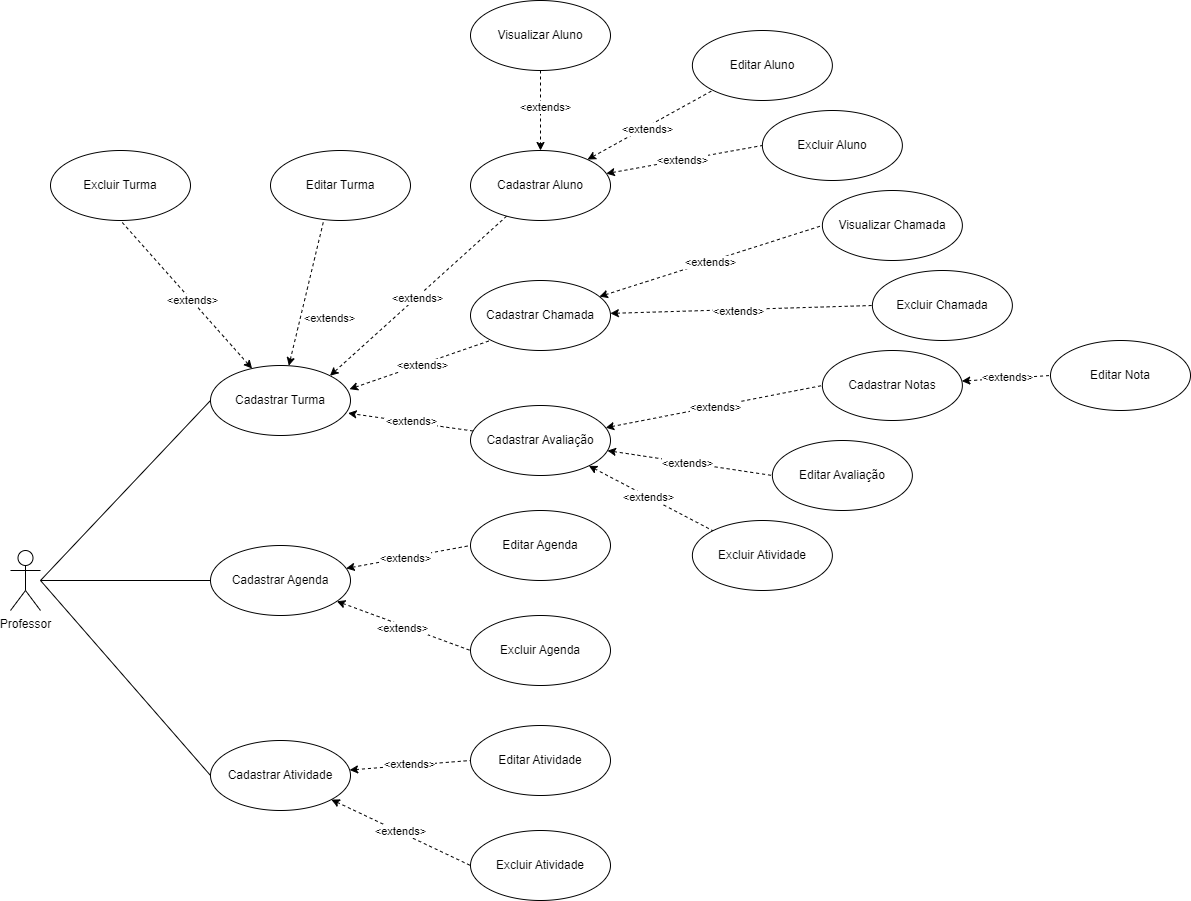 Visualizar Aluno
Editar Aluno
<extends>
<extends>
Excluir Aluno
<extends>
Excluir Turma
Editar Turma
Cadastrar Aluno
Visualizar Chamada
<extends>
<extends>
<extends>
Excluir Chamada
<extends>
Cadastrar Chamada
<extends>
<extends>
Editar Nota
<extends>
Cadastrar Notas
Cadastrar Turma
<extends>
<extends>
Cadastrar Avaliação
<extends>
Editar Avaliação
<extends>
Excluir Atividade
Editar Agenda
<extends>
Cadastrar Agenda
Professor
<extends>
Excluir Agenda
Editar Atividade
<extends>
Cadastrar Atividade
<extends>
Excluir Atividade